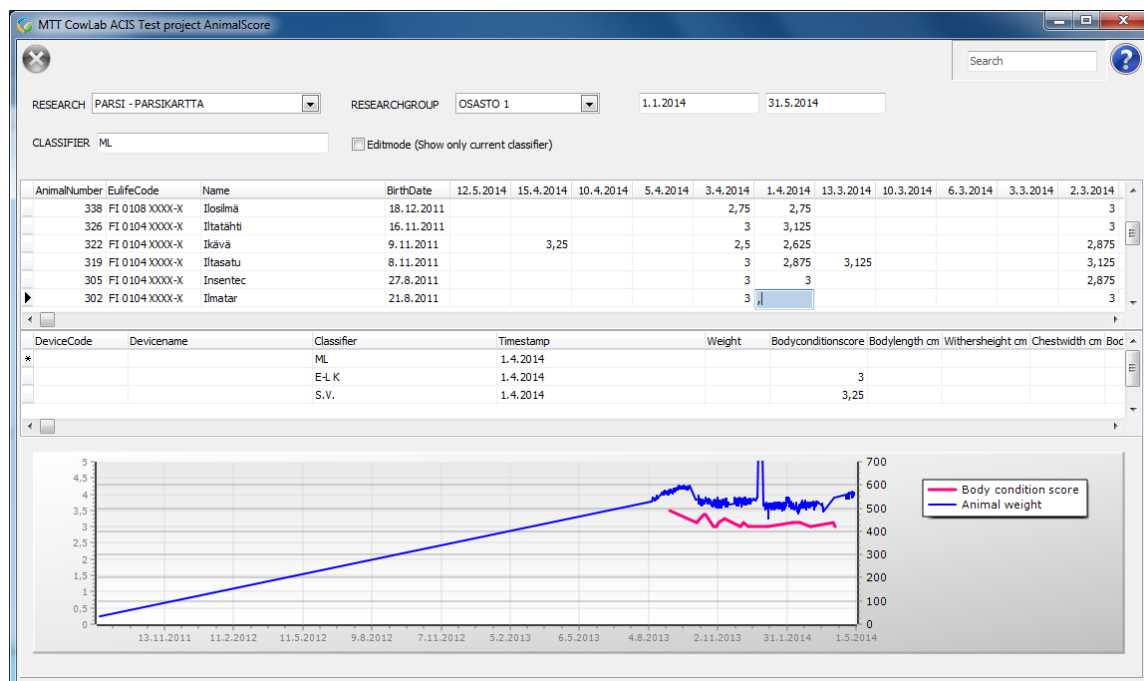 MTT CowLab ACIS Test project AnimalScore
Search
RESEARCH PARSI - PARSIKARTTA RESEARCHGROUP OSASTO 1 1.1.2014 31.5.2014
CLASSIFIER ML Editmode (Show only current classifier)
AnimalNumber EulifeCode Name BirthDate 12.5.2014 15.4.2014 10.4.2014 5.4.2014 3.4.2014 1.4.2014 13.3.2014 10.3.2014 6.3.2014 3.3.2014 2.3.2014
338 FI 0108 XXXX-X Ilosilmä 18.12.2011 2,75 2,75 3
326 FI 0104 XXXX-X Iltatähti 16.11.2011 3 3,125 3
322 FI 0104 XXXX-X Ikävä 9.11.2011 3,25 2,5 2,625 2,875
319 FI 0104 XXXX-X Iltasatu 8.11.2011 3 2,875 3,125 3,125
305 FI 0104 XXXX-X Insentec 27.8.2011 3 3 2,875
302 FI 0104 XXXX-X Ilmatar 21.8.2011 3 , 3
DeviceCode Devicename Classifier Timestamp Weight Bodyconditionscore Bodylength cm Withersheight cm Chestwidth cm Boc
* ML 1.4.2014
E-L K 1.4.2014 3
S.V. 1.4.2014 3,25
5 700
4,5 600
4 500
3,5 400
3 300
2,5 200
2 100
1,5 0
1
0,5
0
Body condition score
Animal weight
13.11.2011 11.2.2012 11.5.2012 9.8.2012 7.11.2012 5.2.2013 6.5.2013 4.8.2013 2.11.2013 31.1.2014 1.5.2014